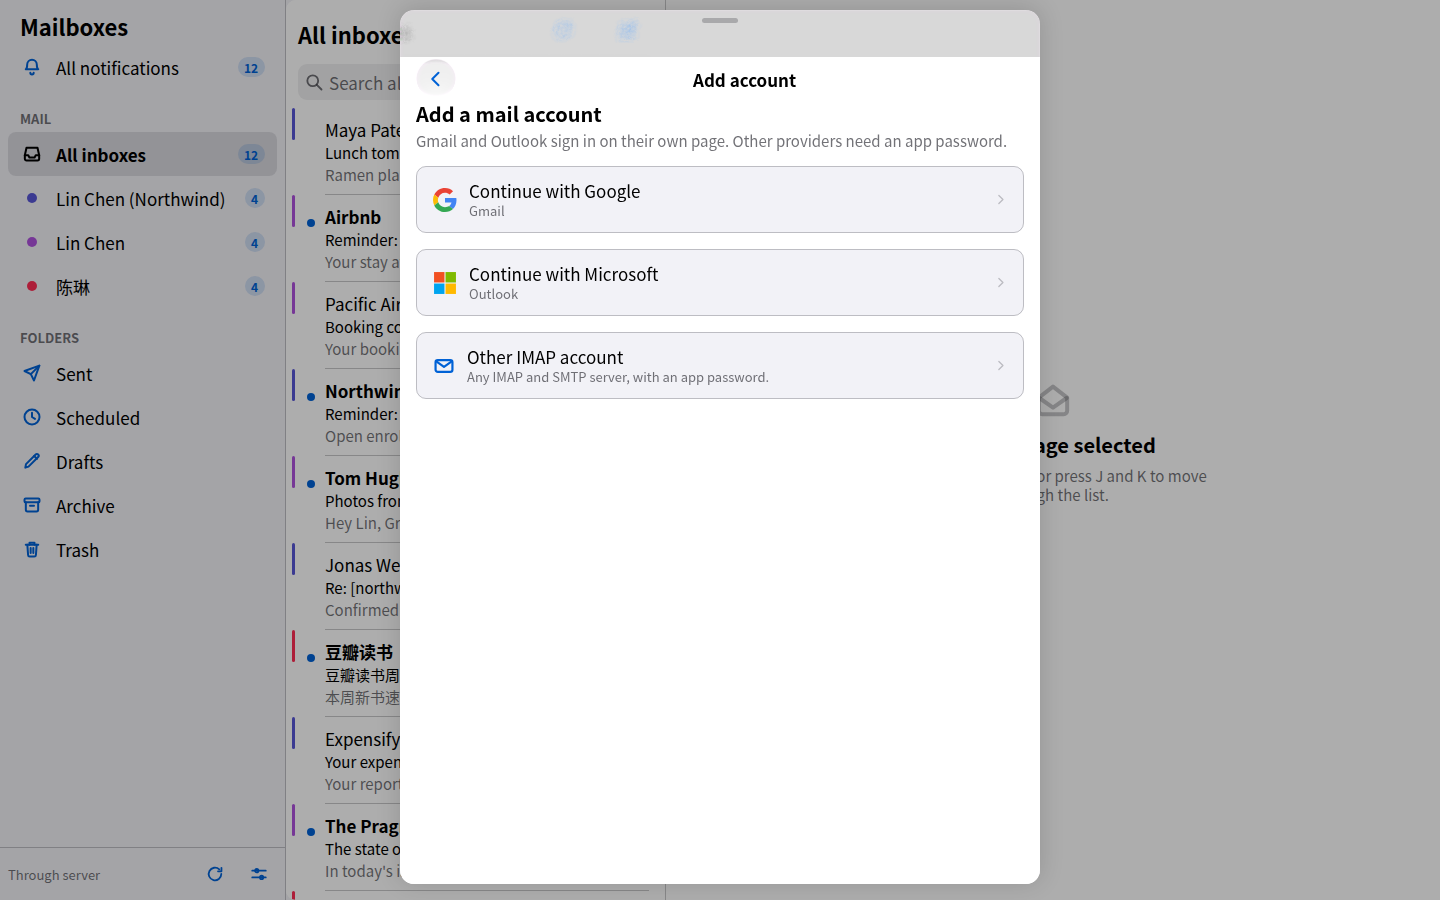 Mailboxes
All notifications 12
MAIL
All inboxes 12
Lin Chen (Northwind) 4
Lin Chen 4
陈琳 4
FOLDERS
Sent
Scheduled
Drafts
Archive
Trash
Through server
All inboxe
Search al
Maya Pate
Lunch tom
Ramen pla
Airbnb
Reminder:
Your stay a
Pacific Air
Booking co
Your booki
Northwin
Reminder:
Open enro
Tom Hug
Photos from
Hey Lin, Gr
Jonas We
Re: [northw
Confirmed
豆瓣读书
豆瓣读书周
本周新书速
Expensify
Your expen
Your report
The Prag
The state o
In today's i
Add account
Add a mail account
Gmail and Outlook sign in on their own page. Other providers need an app password.
Continue with Google
Gmail
Continue with Microsoft
Outlook
Other IMAP account
Any IMAP and SMTP server, with an app password.
age selected
or press J and K to move
gh the list.